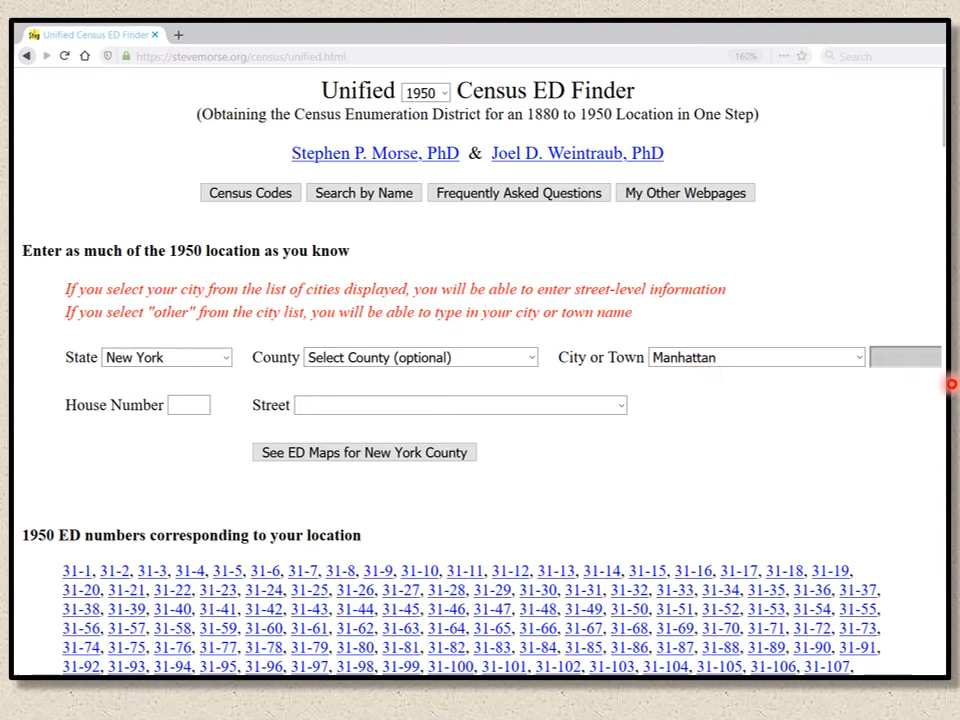 Unified Census ED Finder
https://stevemorse.org/census/unified.html
160%
Search
Unified 1950 Census ED Finder
(Obtaining the Census Enumeration District for an 1880 to 1950 Location in One Step)
Stephen P. Morse, PhD & Joel D. Weintraub, PhD
Census Codes Search by Name Frequently Asked Questions My Other Webpages
Enter as much of the 1950 location as you know
If you select your city from the list of cities displayed, you will be able to enter street-level information
If you select "other" from the city list, you will be able to type in your city or town name
State New York County Select County (optional) City or Town Manhattan
House Number Street
See ED Maps for New York County
1950 ED numbers corresponding to your location
31-1, 31-2, 31-3, 31-4, 31-5, 31-6, 31-7, 31-8, 31-9, 31-10, 31-11, 31-12, 31-13, 31-14, 31-15, 31-16, 31-17, 31-18, 31-19,
31-20, 31-21, 31-22, 31-23, 31-24, 31-25, 31-26, 31-27, 31-28, 31-29, 31-30, 31-31, 31-32, 31-33, 31-34, 31-35, 31-36, 31-37,
31-38, 31-39, 31-40, 31-41, 31-42, 31-43, 31-44, 31-45, 31-46, 31-47, 31-48, 31-49, 31-50, 31-51, 31-52, 31-53, 31-54, 31-55,
31-56, 31-57, 31-58, 31-59, 31-60, 31-61, 31-62, 31-63, 31-64, 31-65, 31-66, 31-67, 31-68, 31-69, 31-70, 31-71, 31-72, 31-73,
31-74, 31-75, 31-76, 31-77, 31-78, 31-79, 31-80, 31-81, 31-82, 31-83, 31-84, 31-85, 31-86, 31-87, 31-88, 31-89, 31-90, 31-91,
31-92, 31-93, 31-94, 31-95, 31-96, 31-97, 31-98, 31-99, 31-100, 31-101, 31-102, 31-103, 31-104, 31-105, 31-106, 31-107,